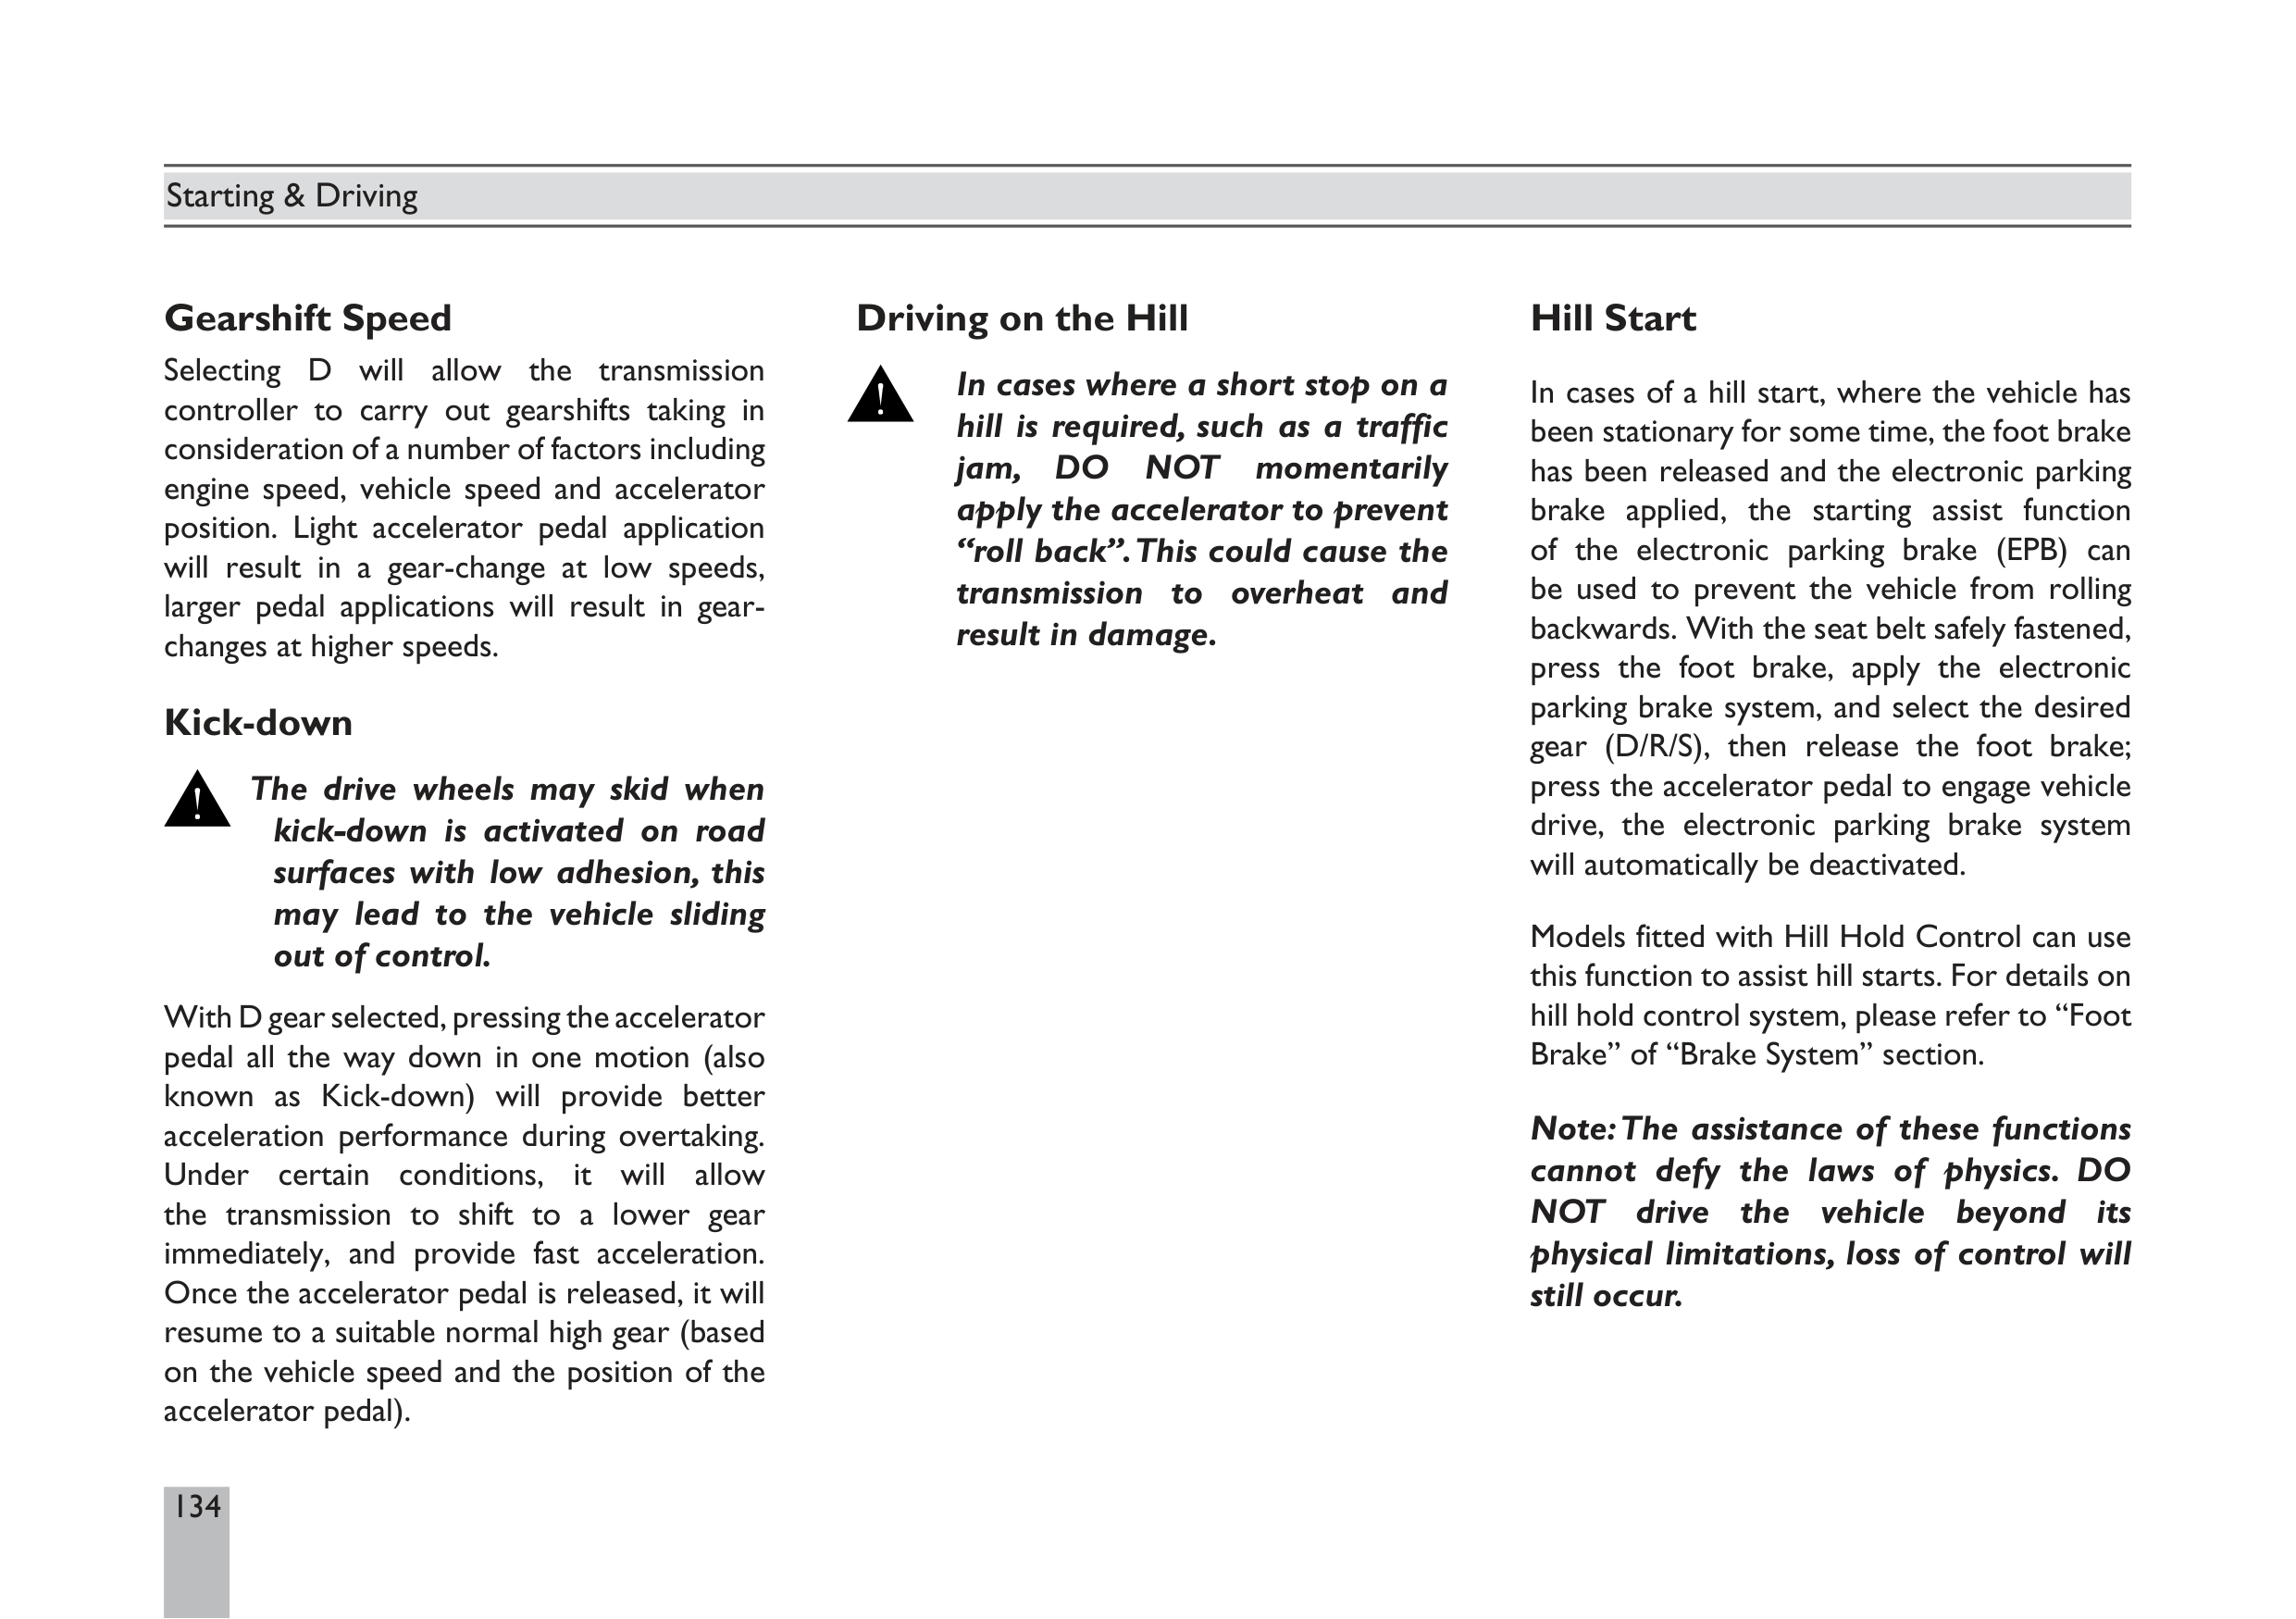 Starting & Driving
Gearshift Speed
Selecting D will allow the transmission
controller to carry out gearshifts taking in
consideration of a number of factors including
engine speed, vehicle speed and accelerator
position. Light accelerator pedal application
will result in a gear-change at low speeds,
larger pedal applications will result in gear-
changes at higher speeds.
Kick-down
The drive wheels may skid when
kick-down is activated on road
surfaces with low adhesion, this
may lead to the vehicle sliding
out of control.
With D gear selected, pressing the accelerator
pedal all the way down in one motion (also
known as Kick-down) will provide better
acceleration performance during overtaking.
Under certain conditions, it will allow
the transmission to shift to a lower gear
immediately, and provide fast acceleration.
Once the accelerator pedal is released, it will
resume to a suitable normal high gear (based
on the vehicle speed and the position of the
accelerator pedal).
Driving on the Hill
In cases where a short stop on a
hill is required, such as a traffic
jam, DO NOT momentarily
apply the accelerator to prevent
“roll back”. This could cause the
transmission to overheat and
result in damage.
Hill Start
In cases of a hill start, where the vehicle has
been stationary for some time, the foot brake
has been released and the electronic parking
brake applied, the starting assist function
of the electronic parking brake (EPB) can
be used to prevent the vehicle from rolling
backwards. With the seat belt safely fastened,
press the foot brake, apply the electronic
parking brake system, and select the desired
gear (D/R/S), then release the foot brake;
press the accelerator pedal to engage vehicle
drive, the electronic parking brake system
will automatically be deactivated.
Models fitted with Hill Hold Control can use
this function to assist hill starts. For details on
hill hold control system, please refer to “Foot
Brake” of “Brake System” section.
Note: The assistance of these functions
cannot defy the laws of physics. DO
NOT drive the vehicle beyond its
physical limitations, loss of control will
still occur.
134